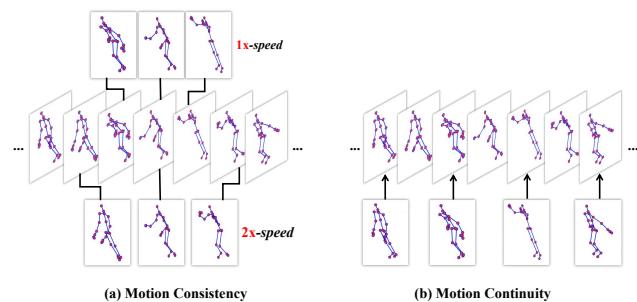 1x-speed
...
...
...
...
2x-speed
(a) Motion Consistency
(b) Motion Continuity